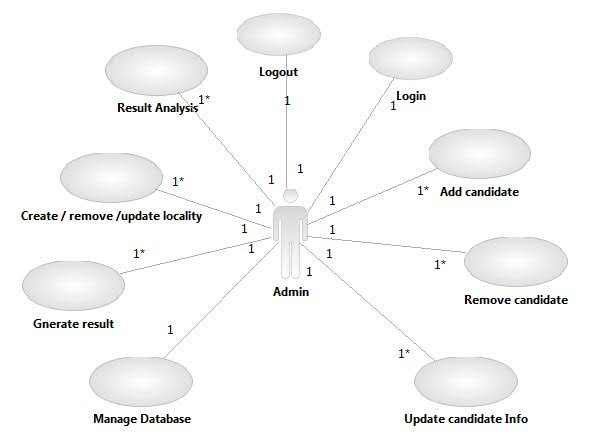 Logout
Login
Result Analysis
1*
1
1
Add candidate
1*
1
1
1
1*
Create / remove /update locality
1
1
1
1
1*
1
1
1*
Remove candidate
1
Admin
Gnerate result
1
1*
Manage Database
Update candidate Info